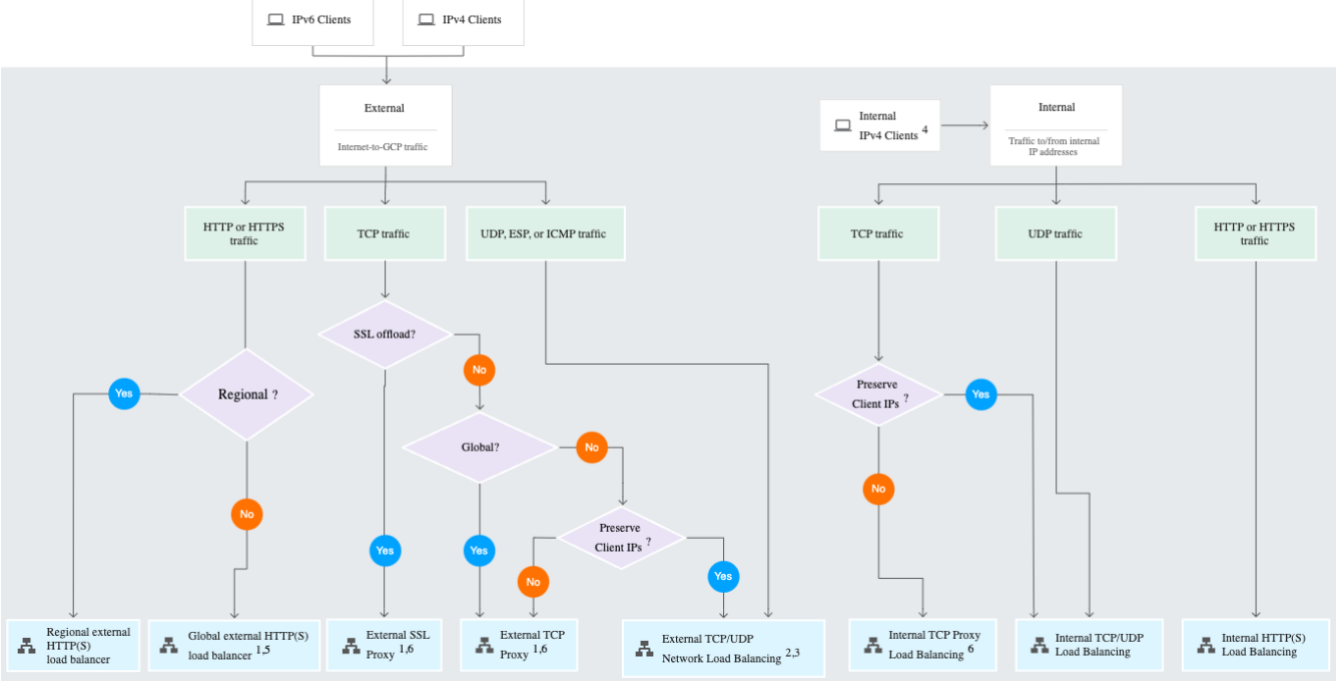 IPv6 Clients
IPv4 Clients
External
Internet-to-GCP traffic
Internal
IPv4 Clients 4
Internal
Traffic to/from internal
IP addresses
HTTP or HTTPS
traffic
TCP traffic
UDP, ESP, or ICMP traffic
TCP traffic
UDP traffic
HTTP or HTTPS
traffic
SSL offload?
No
Yes
Regional ?
Preserve
Client IPs ?
Yes
Global?
No
No
No
Preserve
Client IPs ?
Yes
Yes
No
Yes
Regional external
HTTP(S)
load balancer
Global external HTTP(S)
load balancer 1,5
External SSL
Proxy 1,6
External TCP
Proxy 1,6
External TCP/UDP
Network Load Balancing 2,3
Internal TCP Proxy
Load Balancing 6
Internal TCP/UDP
Load Balancing
Internal HTTP(S)
Load Balancing